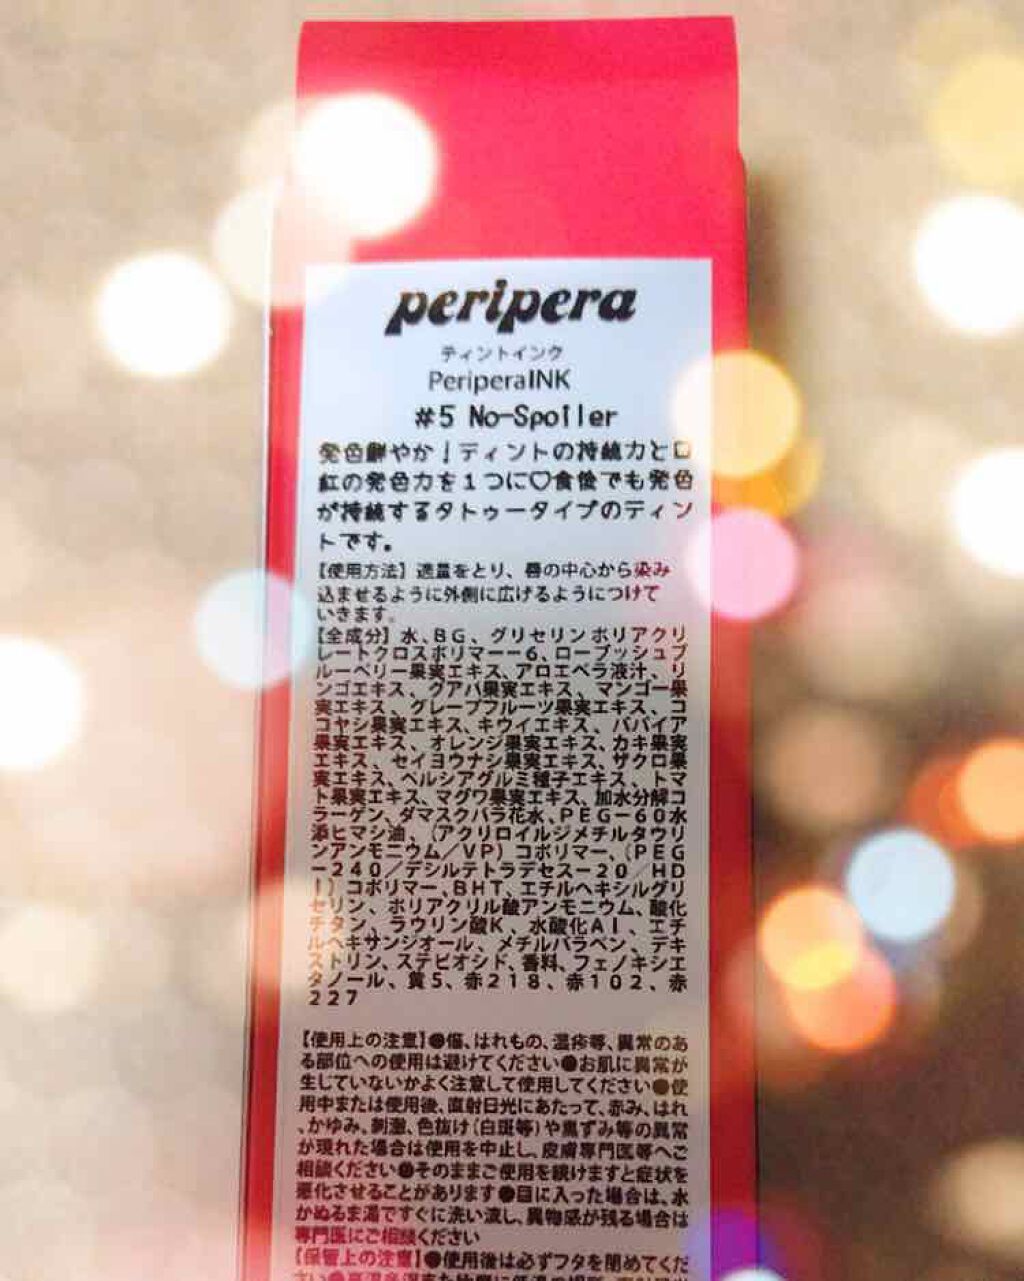 peripera
ティントインク
PeriperaINK
#5 No-Spoiler
発色鮮やか！ティントの持続力と口
紅の発色力を１つに♡食後でも発色
が持続するタトゥータイプのティン
トです。
【使用方法】適量をとり、唇の中心から染み
込ませるように外側に広げるようにつけて
いきます。
【全成分】水、ＢＧ、グリセリンポリアクリ
レートクロスポリマー－６、ローブッシュブ
ルーベリー果実エキス、アロエベラ液汁、リ
ンゴエキス、グアバ果実エキス、マンゴー果
実エキス、グレープフルーツ果実エキス、コ
コヤシ果実エキス、キウイエキス、パパイア
果実エキス、オレンジ果実エキス、カキ果実
エキス、セイヨウナシ果実エキス、ザクロ果
実エキス、ペルシアグルミ種子エキス、トマ
ト果実エキス、マグワ果実エキス、加水分解コ
ラーゲン、ダマスクバラ花水、ＰＥＧ－６０水
添ヒマシ油、（アクリロイルジメチルタウリ
ンアンモニウム／ＶＰ）コポリマー、（ＰＥＧ
－２４０／デシルテトラデセス－２０／ＨＤ
Ｉ）コポリマー、ＢＨＴ、エチルヘキシルグリ
セリン、ポリアクリル酸アンモニウム、酸化
チタン、ラウリン酸Ｋ、水酸化Ａｌ、エチ
ルヘキサンジオール、メチルパラベン、デキ
ストリン、ステビオシド、香料、フェノキシエ
タノール、黄５、赤２１８、赤１０２、赤
２２７
【使用上の注意】●傷、はれもの、湿疹等、異常のあ
る部位への使用は避けてください●お肌に異常が
生じていないかよく注意して使用してください●使
用中または使用後、直射日光にあたって、赤み、はれ
、かゆみ、刺激、色抜け（白斑等）や黒ずみ等の異常
が現れた場合は使用を中止し、皮膚専門医等へご
相談ください●そのままご使用を続けますと症状を
悪化させることがあります●目に入った場合は、水
かぬるま湯ですぐに洗い流し、異物感が残る場合は
専門医にご相談ください
【保管上の注意】●使用後は必ずフタを閉めてくだ